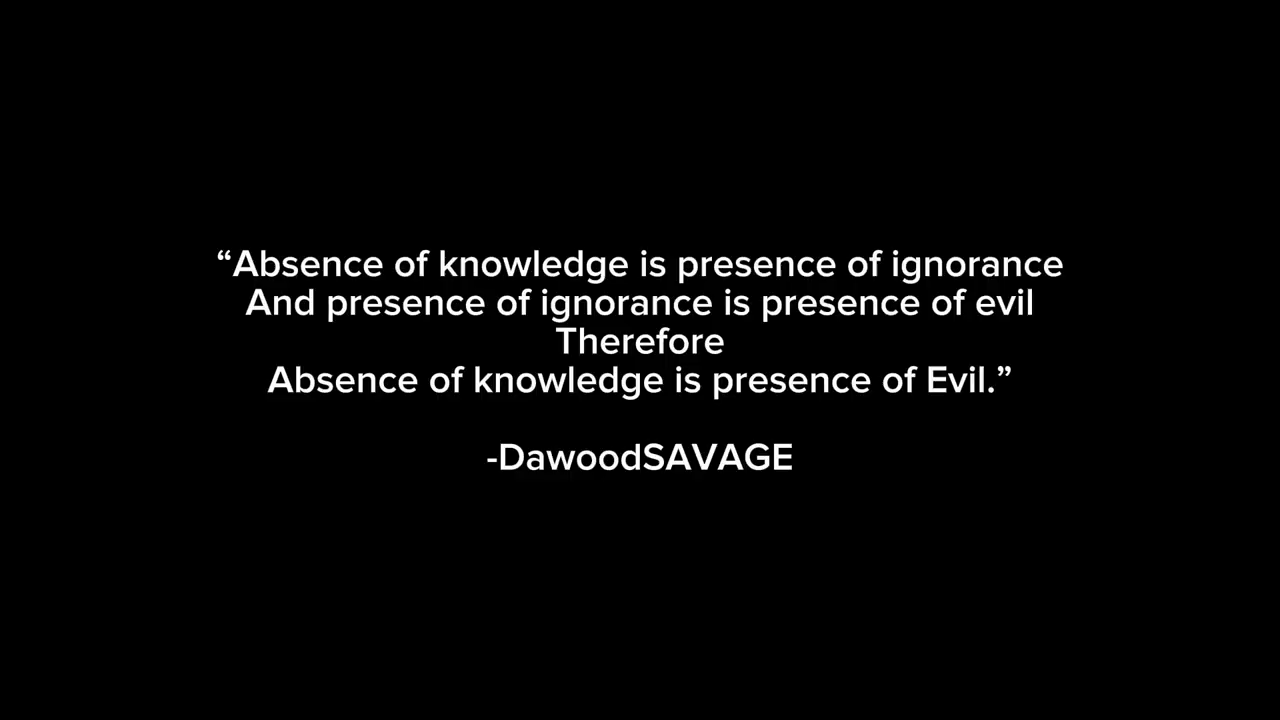 “Absence of knowledge is presence of ignorance
And presence of ignorance is presence of evil
Therefore
Absence of knowledge is presence of Evil.”
-DawoodSAVAGE